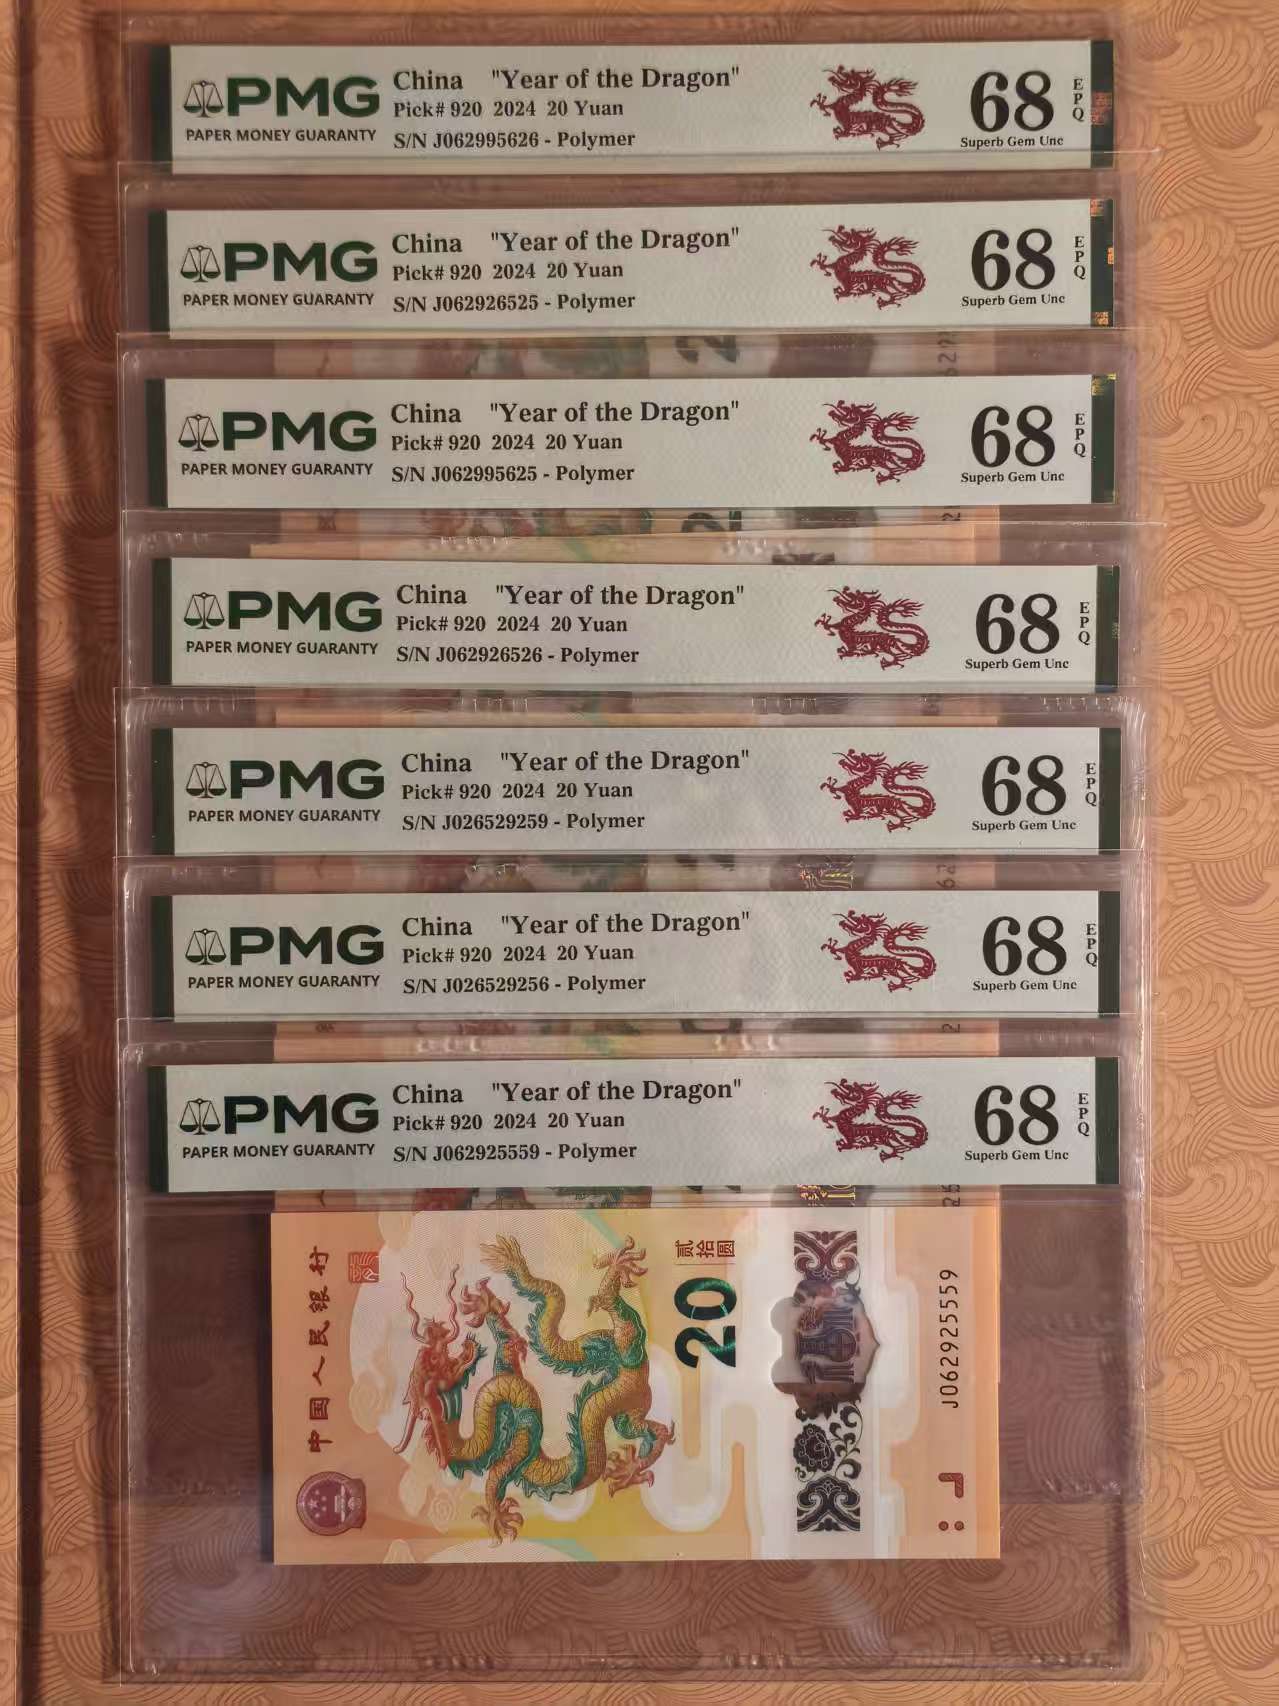 PMG
PAPER MONEY GUARANTY
China "Year of the Dragon"
Pick# 920 2024 20 Yuan
S/N J062995626 - Polymer
68
EPQ
Superb Gem Unc
PMG
PAPER MONEY GUARANTY
China "Year of the Dragon"
Pick# 920 2024 20 Yuan
S/N J062926525 - Polymer
68
EPQ
Superb Gem Unc
PMG
PAPER MONEY GUARANTY
China "Year of the Dragon"
Pick# 920 2024 20 Yuan
S/N J062995625 - Polymer
68
EPQ
Superb Gem Unc
PMG
PAPER MONEY GUARANTY
China "Year of the Dragon"
Pick# 920 2024 20 Yuan
S/N J062926526 - Polymer
68
EPQ
Superb Gem Unc
PMG
PAPER MONEY GUARANTY
China "Year of the Dragon"
Pick# 920 2024 20 Yuan
S/N J026529259 - Polymer
68
EPQ
Superb Gem Unc
PMG
PAPER MONEY GUARANTY
China "Year of the Dragon"
Pick# 920 2024 20 Yuan
S/N J026529256 - Polymer
68
EPQ
Superb Gem Unc
PMG
PAPER MONEY GUARANTY
China "Year of the Dragon"
Pick# 920 2024 20 Yuan
S/N J062925559 - Polymer
68
EPQ
Superb Gem Unc
中国人民银行
贰拾圆
20
J062925559